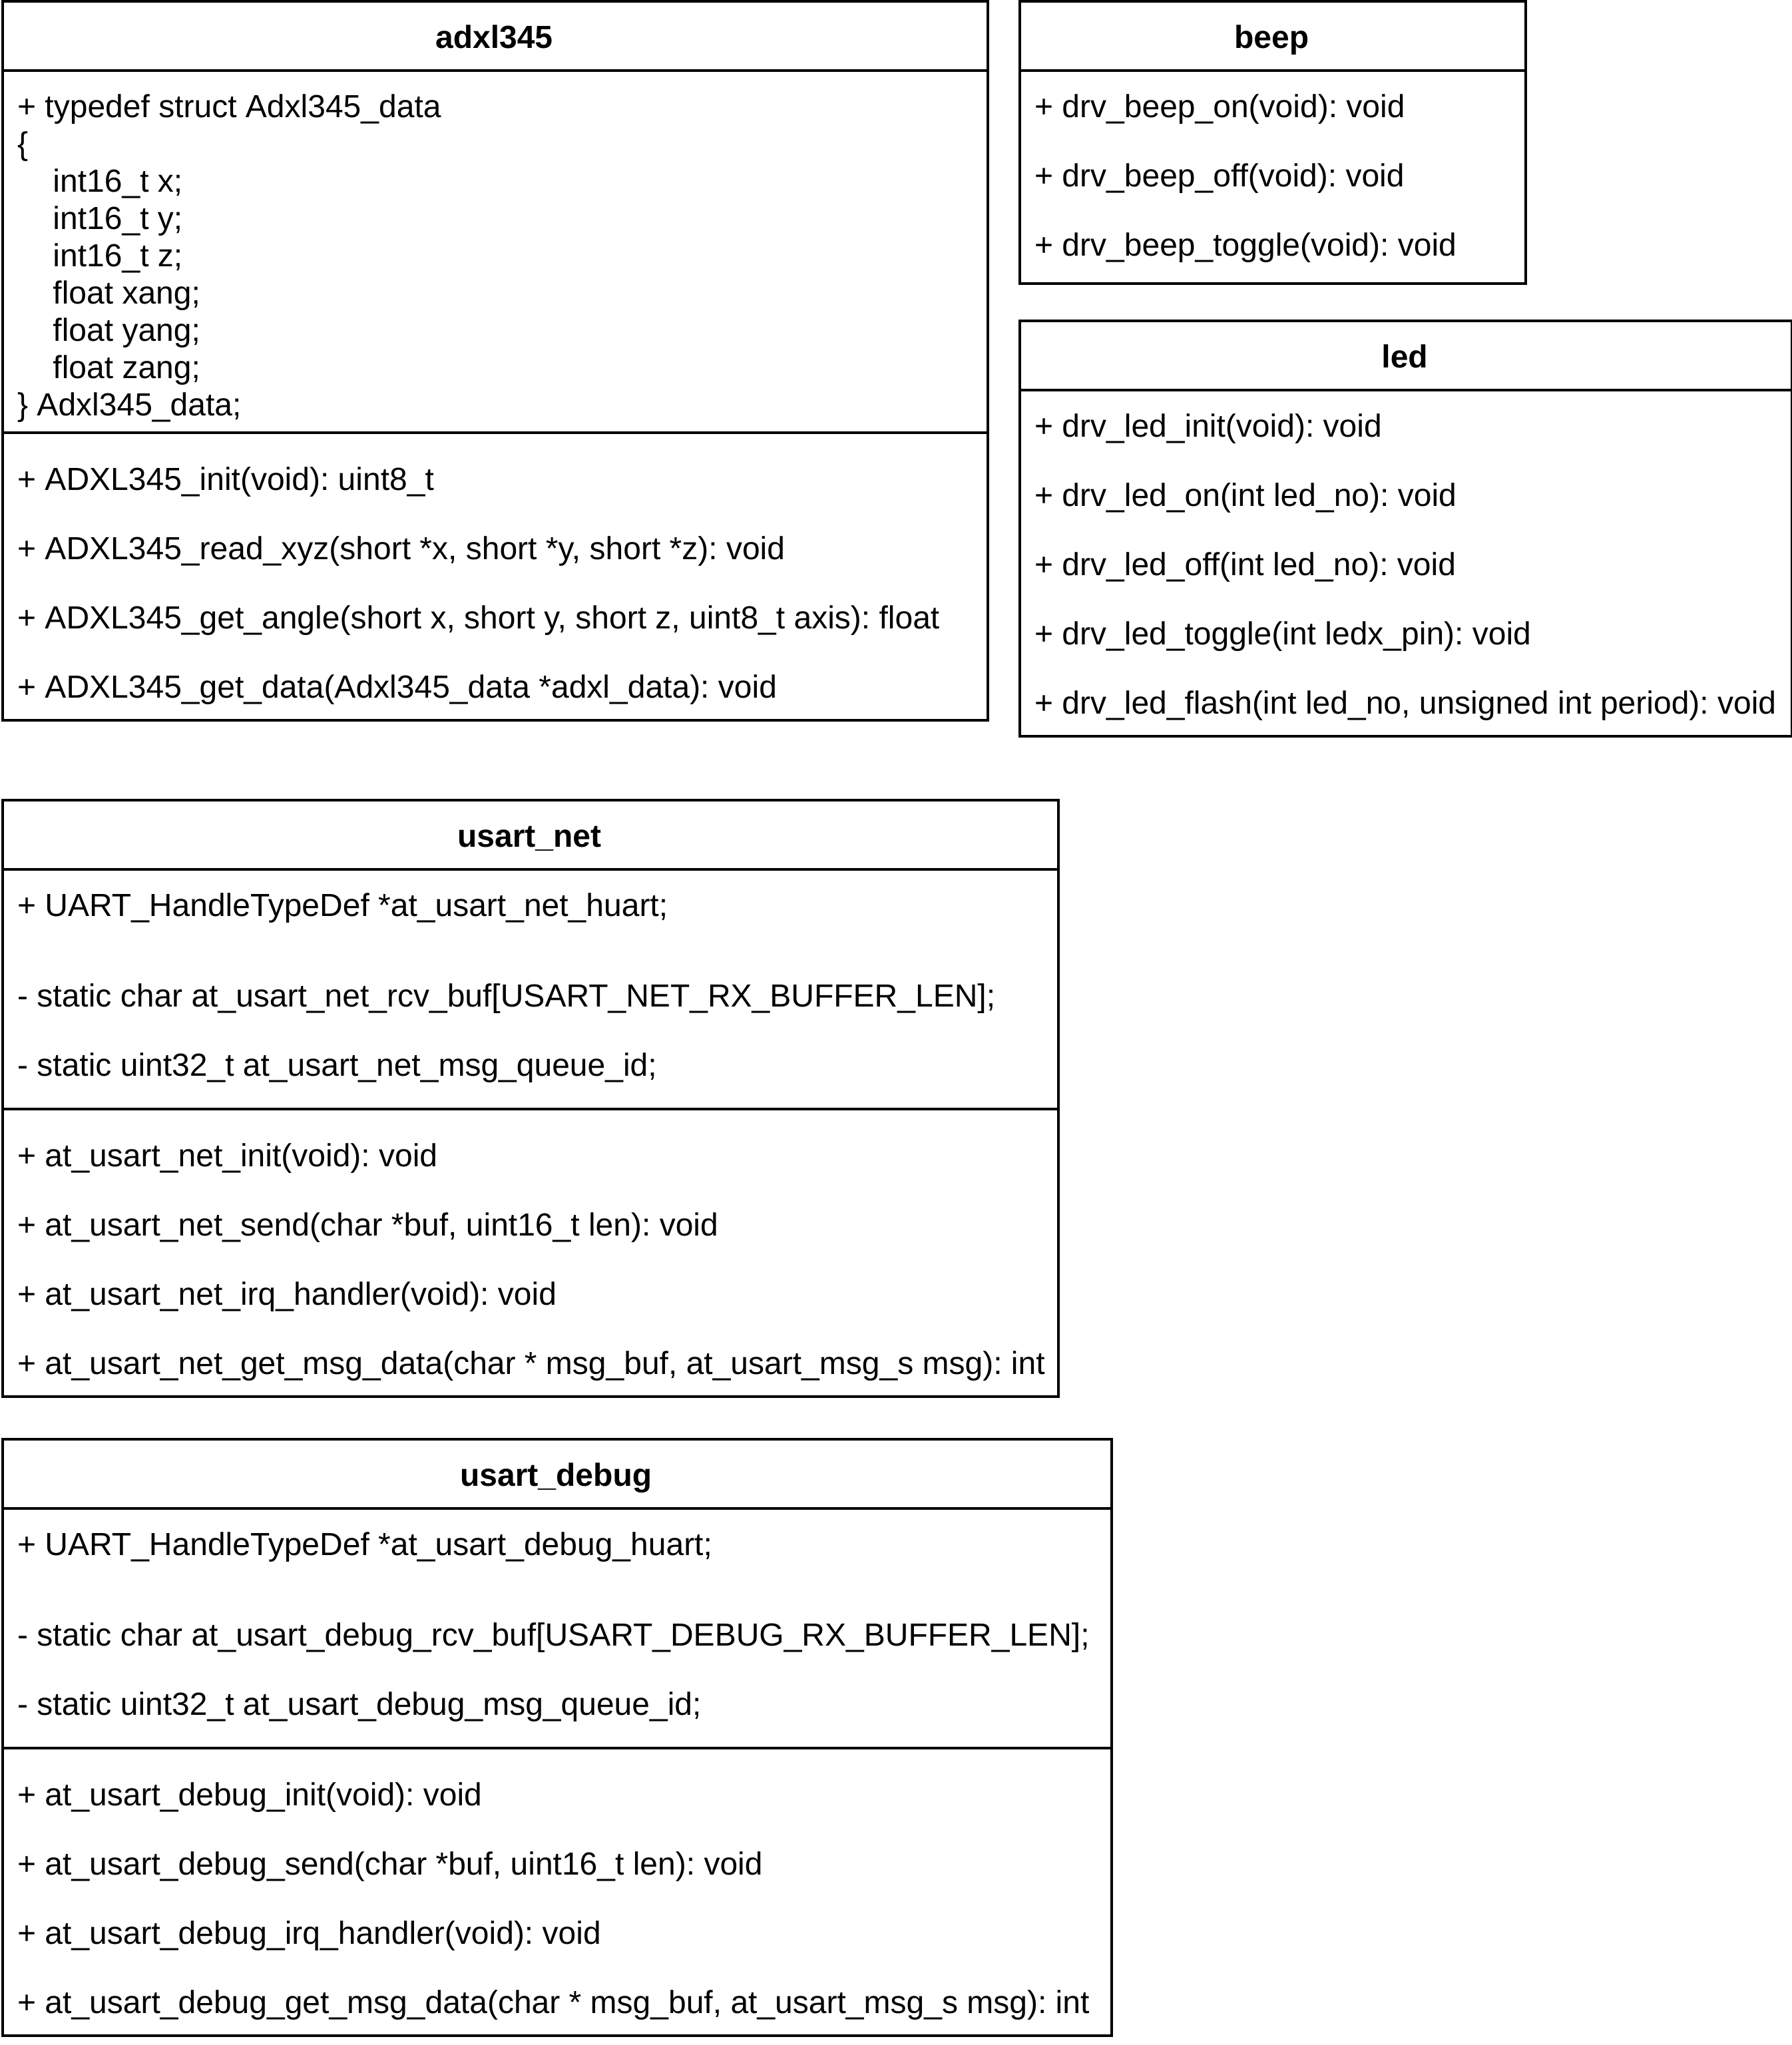 adxl345
+ typedef struct Adxl345_data
{
int16_t x;
int16_t y;
int16_t z;
float xang;
float yang;
float zang;
} Adxl345_data;
+ ADXL345_init(void): uint8_t
+ ADXL345_read_xyz(short *x, short *y, short *z): void
+ ADXL345_get_angle(short x, short y, short z, uint8_t axis): float
+ ADXL345_get_data(Adxl345_data *adxl_data): void
beep
+ drv_beep_on(void): void
+ drv_beep_off(void): void
+ drv_beep_toggle(void): void
led
+ drv_led_init(void): void
+ drv_led_on(int led_no): void
+ drv_led_off(int led_no): void
+ drv_led_toggle(int ledx_pin): void
+ drv_led_flash(int led_no, unsigned int period): void
usart_net
+ UART_HandleTypeDef *at_usart_net_huart;
- static char at_usart_net_rcv_buf[USART_NET_RX_BUFFER_LEN];
- static uint32_t at_usart_net_msg_queue_id;
+ at_usart_net_init(void): void
+ at_usart_net_send(char *buf, uint16_t len): void
+ at_usart_net_irq_handler(void): void
+ at_usart_net_get_msg_data(char * msg_buf, at_usart_msg_s msg): int
usart_debug
+ UART_HandleTypeDef *at_usart_debug_huart;
- static char at_usart_debug_rcv_buf[USART_DEBUG_RX_BUFFER_LEN];
- static uint32_t at_usart_debug_msg_queue_id;
+ at_usart_debug_init(void): void
+ at_usart_debug_send(char *buf, uint16_t len): void
+ at_usart_debug_irq_handler(void): void
+ at_usart_debug_get_msg_data(char * msg_buf, at_usart_msg_s msg): int